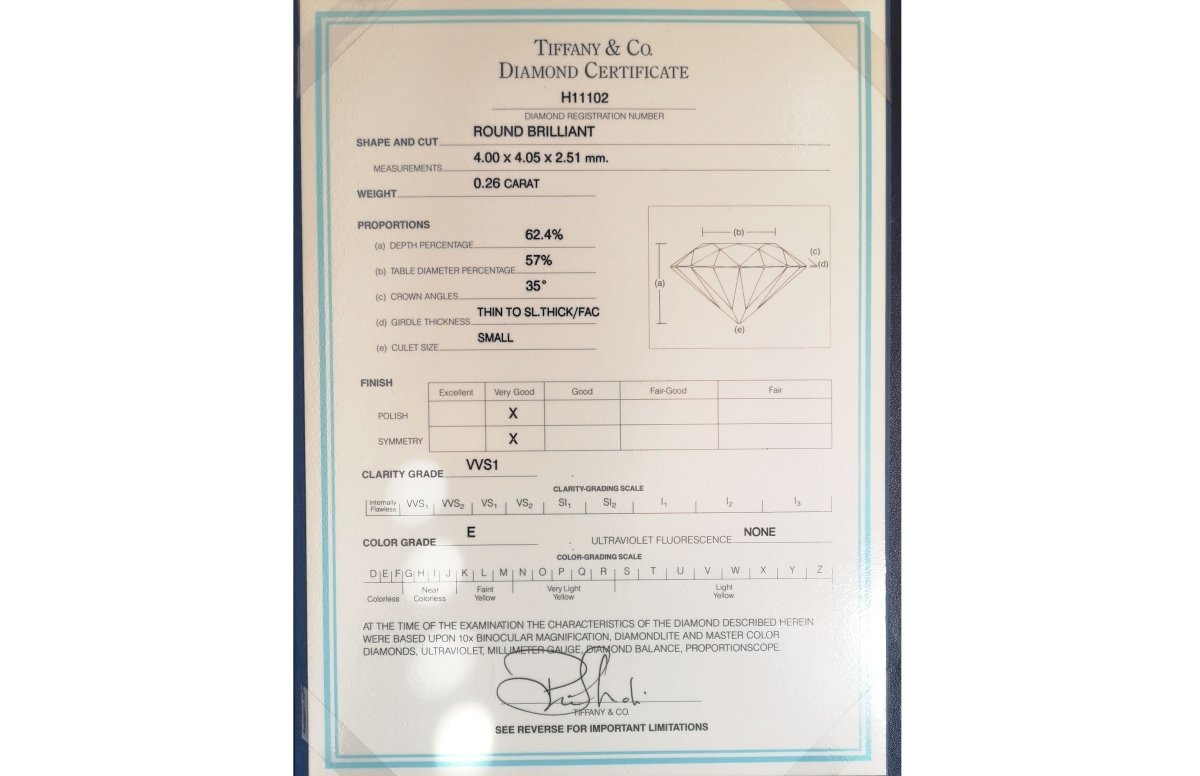 TIFFANY & CO.
DIAMOND CERTIFICATE
H11102
DIAMOND REGISTRATION NUMBER
SHAPE AND CUT ROUND BRILLIANT
MEASUREMENTS 4.00 x 4.05 x 2.51 mm.
WEIGHT 0.26 CARAT
PROPORTIONS
(a) DEPTH PERCENTAGE 62.4%
(b) TABLE DIAMETER PERCENTAGE 57%
(c) CROWN ANGLES 35°
(d) GIRDLE THICKNESS THIN TO SL.THICK/FAC
(e) CULET SIZE SMALL
(b)
(c)
(d)
(a)
(e)
FINISH
Excellent Very Good Good Fair-Good Fair
POLISH X
SYMMETRY X
CLARITY GRADE VVS1
CLARITY-GRADING SCALE
Internally Flawless VVS1 VVS2 VS1 VS2 SI1 SI2 I1 I2 I3
COLOR GRADE E ULTRAVIOLET FLUORESCENCE NONE
COLOR-GRADING SCALE
D E F G H I J K L M N O P Q R S T U V W X Y Z
Colorless Near Colorless Faint Yellow Very Light Yellow Light Yellow
AT THE TIME OF THE EXAMINATION THE CHARACTERISTICS OF THE DIAMOND DESCRIBED HEREIN
WERE BASED UPON 10x BINOCULAR MAGNIFICATION, DIAMONDLITE AND MASTER COLOR
DIAMONDS, ULTRAVIOLET, MILLIMETER GAUGE, DIAMOND BALANCE, PROPORTIONSCOPE.
TIFFANY & CO.
SEE REVERSE FOR IMPORTANT LIMITATIONS